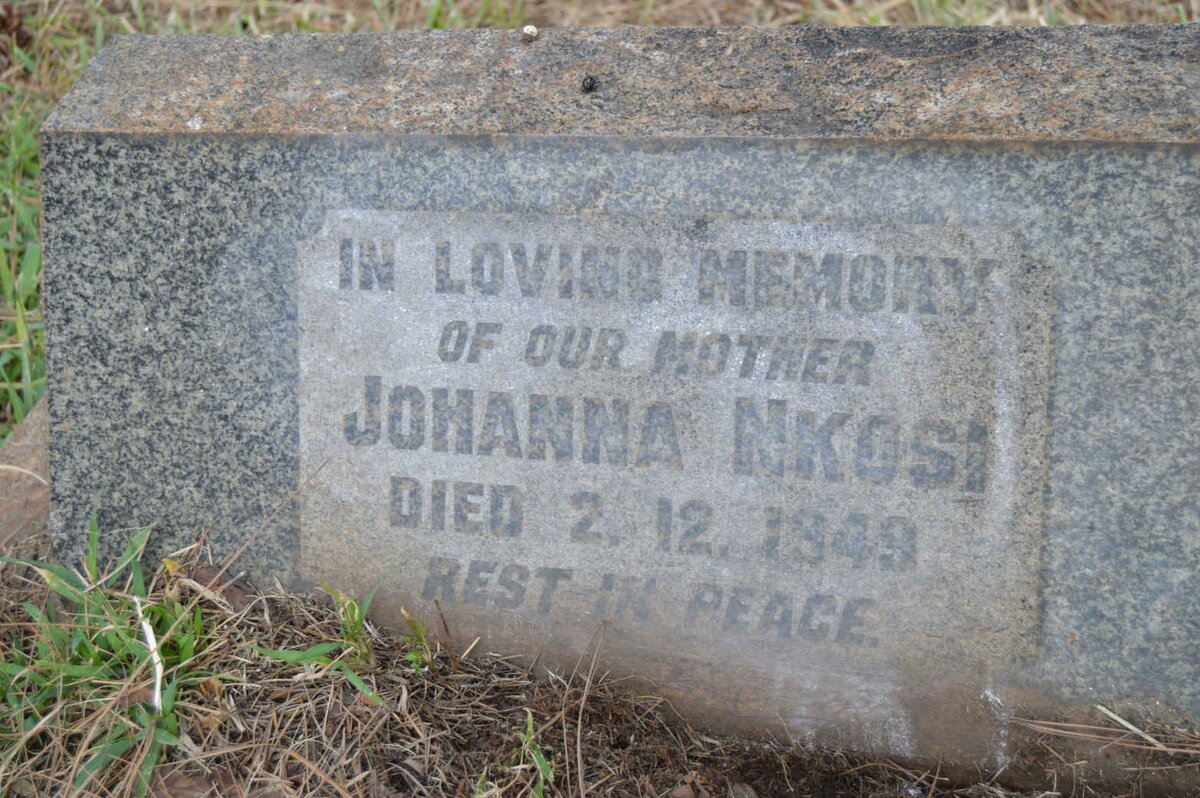 IN LOVING MEMORY
OF OUR MOTHER
JOHANNA NKOSI
DIED 2. 12. 1949
REST IN PEACE.